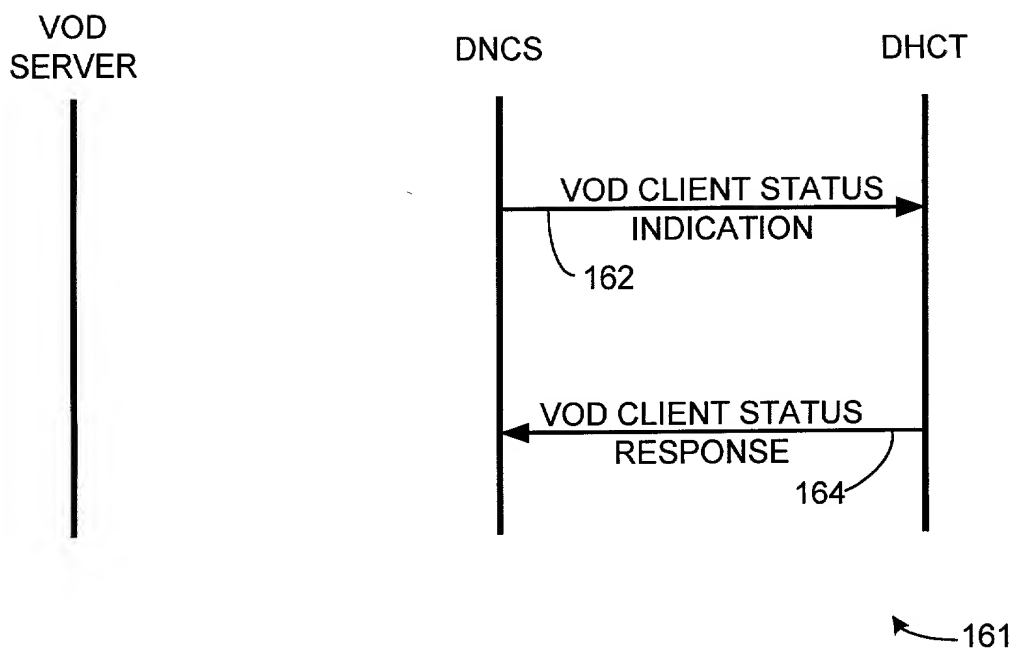 VOD
SERVER
DNCS
DHCT
VOD CLIENT STATUS
INDICATION
162
VOD CLIENT STATUS
RESPONSE
164
161